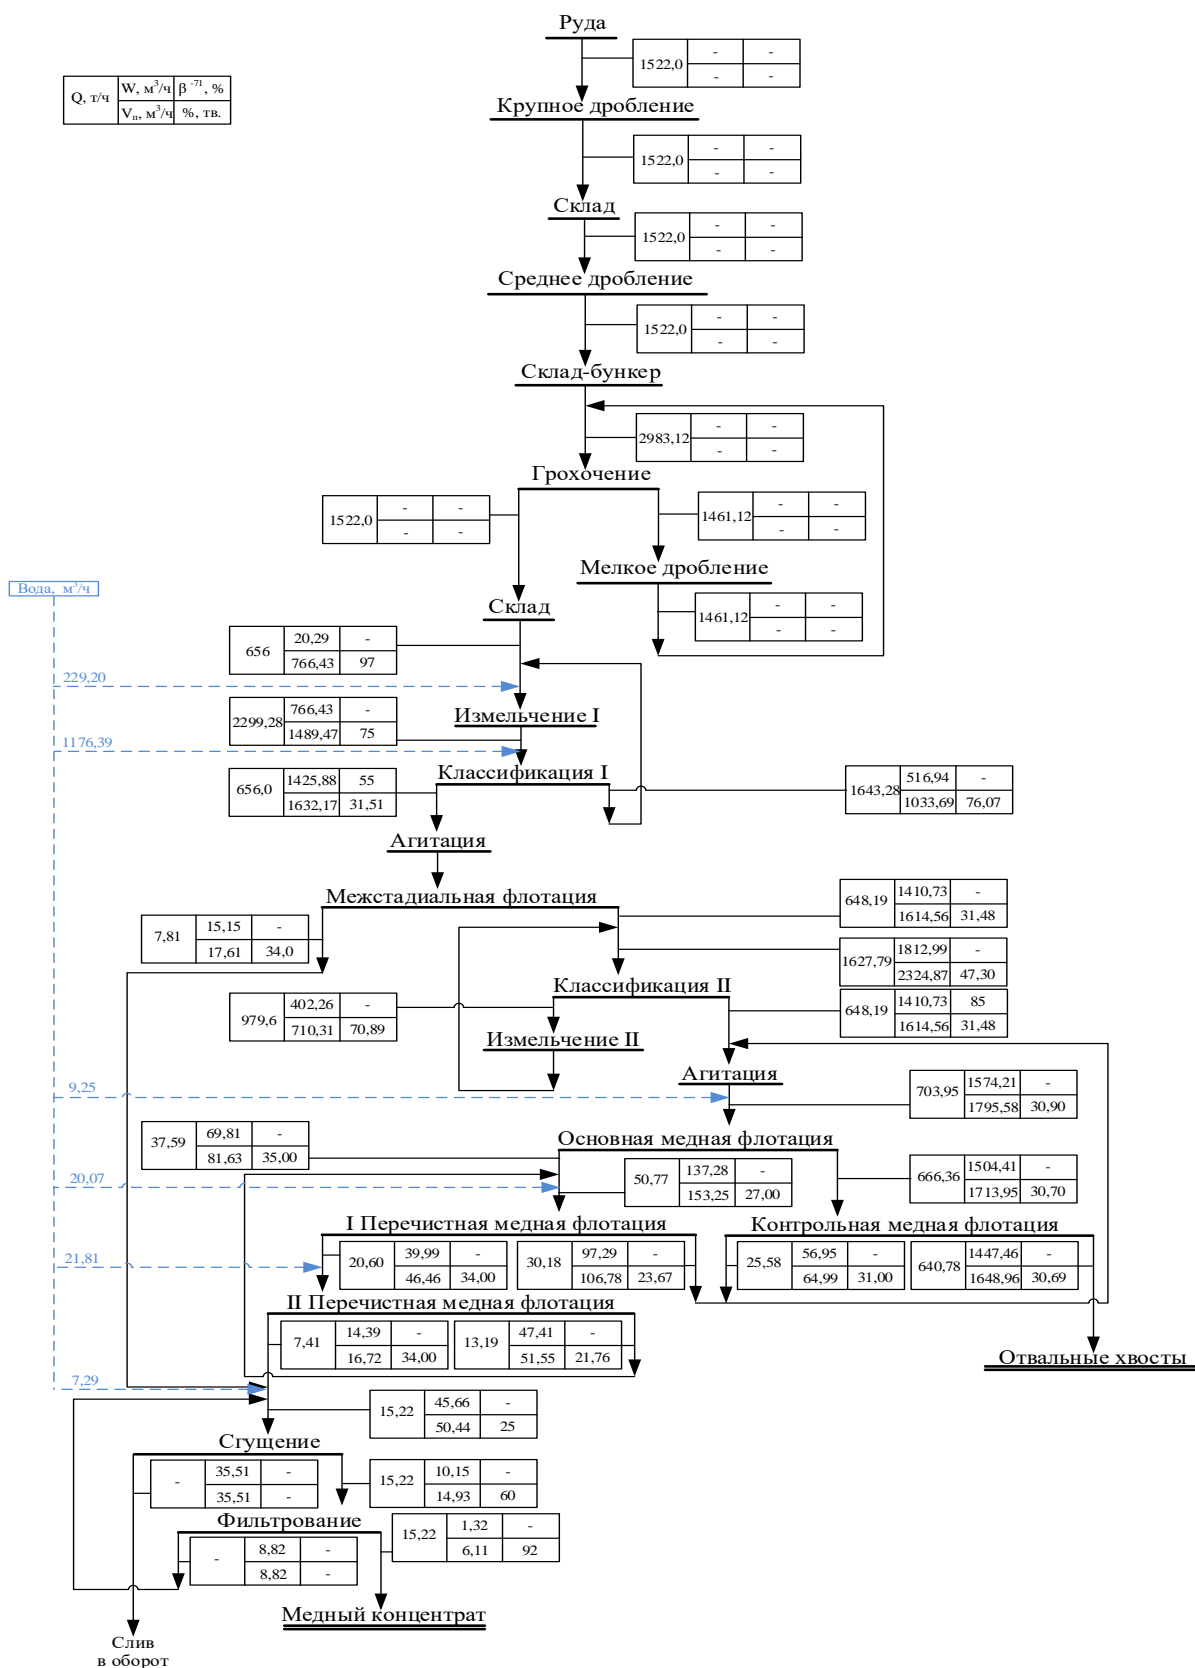 Руда
1522,0 - -
- -
Q, т/ч W, м³/ч β⁻⁷¹, %
Vп, м³/ч %, тв.
Крупное дробление
1522,0 - -
- -
Склад
1522,0 - -
- -
Среднее дробление
1522,0 - -
- -
Склад-бункер
2983,12 - -
- -
Грохочение
1522,0 - -
- -
1461,12 - -
- -
Мелкое дробление
Вода, м³/ч
Склад
1461,12 - -
- -
656 20,29 -
766,43 97
229,20
Измельчение I
2299,28 766,43 -
1489,47 75
1176,39
Классификация I
656,0 1425,88 55
1632,17 31,51
1643,28 516,94 -
1033,69 76,07
Агитация
Межстадиальная флотация
648,19 1410,73 -
1614,56 31,48
7,81 15,15 -
17,61 34,0
1627,79 1812,99 -
2324,87 47,30
Классификация II
979,6 402,26 -
710,31 70,89
648,19 1410,73 85
1614,56 31,48
Измельчение II
Агитация
9,25
703,95 1574,21 -
1795,58 30,90
37,59 69,81 -
81,63 35,00
Основная медная флотация
20,07
50,77 137,28 -
153,25 27,00
666,36 1504,41 -
1713,95 30,70
I Перечистная медная флотация
Контрольная медная флотация
21,81
20,60 39,99 -
46,46 34,00
30,18 97,29 -
106,78 23,67
25,58 56,95 -
64,99 31,00
640,78 1447,46 -
1648,96 30,69
II Перечистная медная флотация
7,41 14,39 -
16,72 34,00
13,19 47,41 -
51,55 21,76
Отвальные хвосты
7,29
15,22 45,66 -
50,44 25
Сгущение
- 35,51 -
35,51 -
15,22 10,15 -
14,93 60
Фильтрование
15,22 1,32 -
6,11 92
- 8,82 -
8,82 -
Медный концентрат
Слив
в оборот